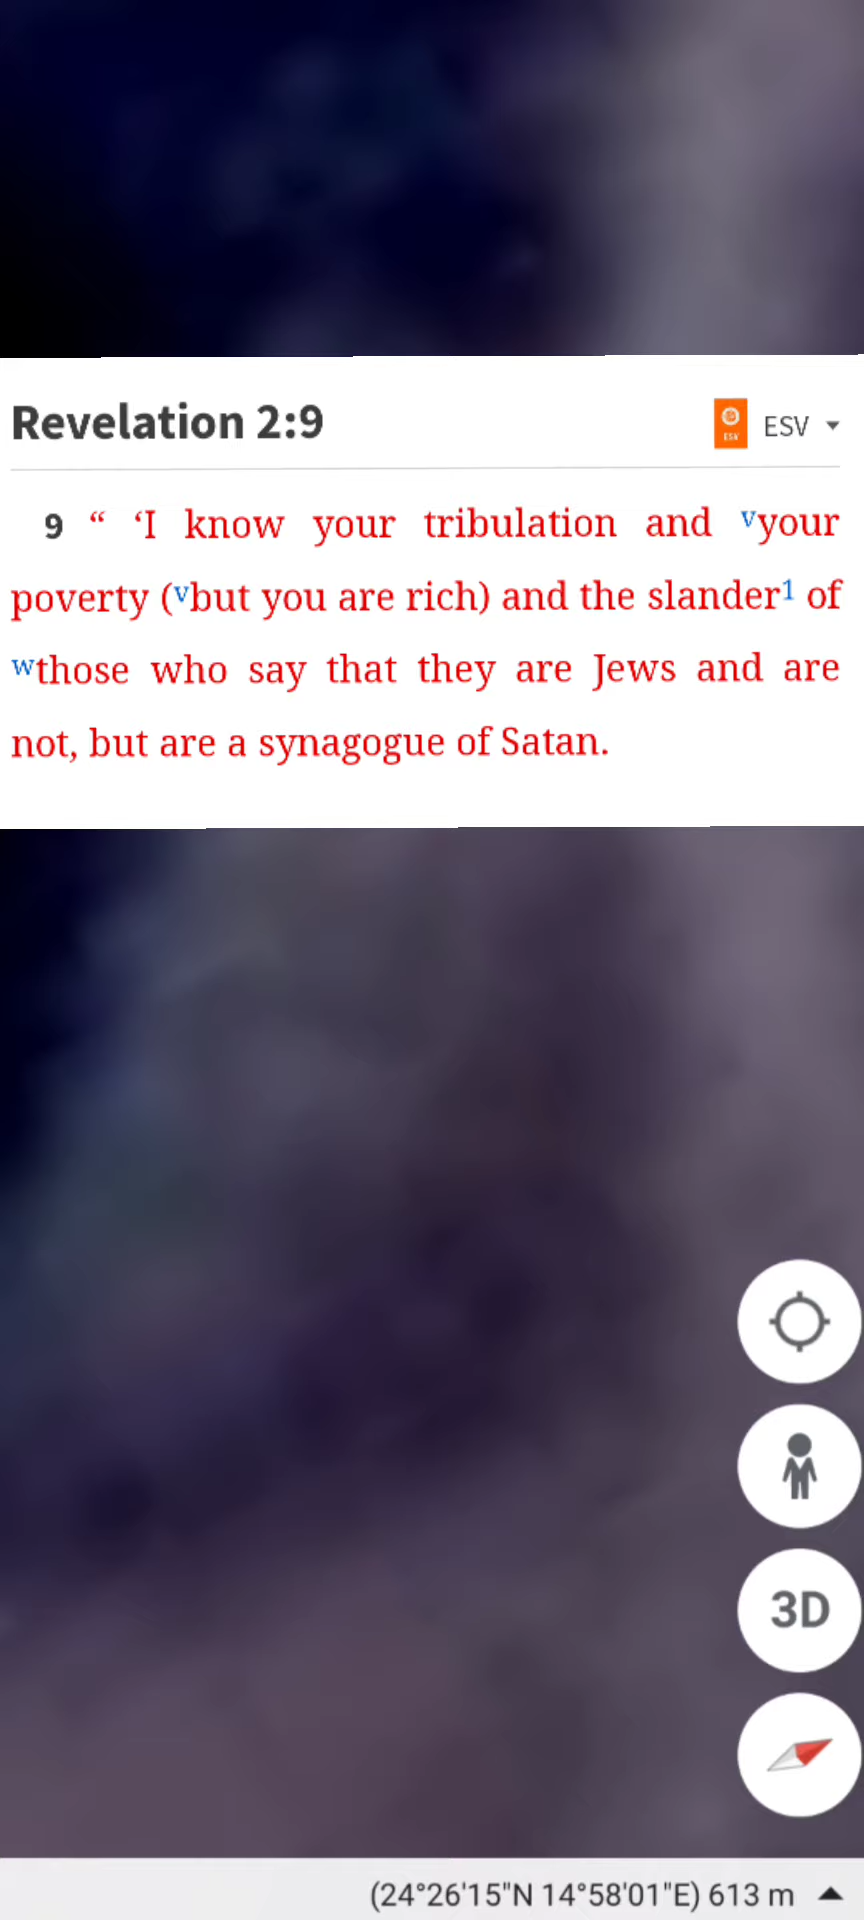 Revelation 2:9
ESV
ESV
9 “ ‘I know your tribulation and vyour
poverty (vbut you are rich) and the slander1 of
wthose who say that they are Jews and are
not, but are a synagogue of Satan.
3D
(24°26'15"N 14°58'01"E) 613 m